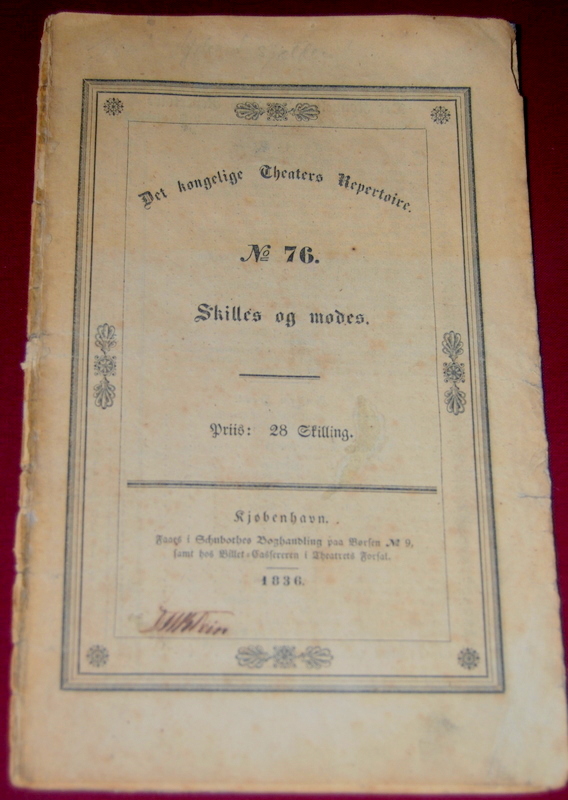 Det kongelige Theaters Repertoire.
№ 76.
Skilles og mødes.
Priis: 28 Skilling.
Kjøbenhavn.
Faaes i Schubothes Boghandling paa Børsen № 9,
samt hos Billet-Cassereren i Theatrets Forsal.
1836.